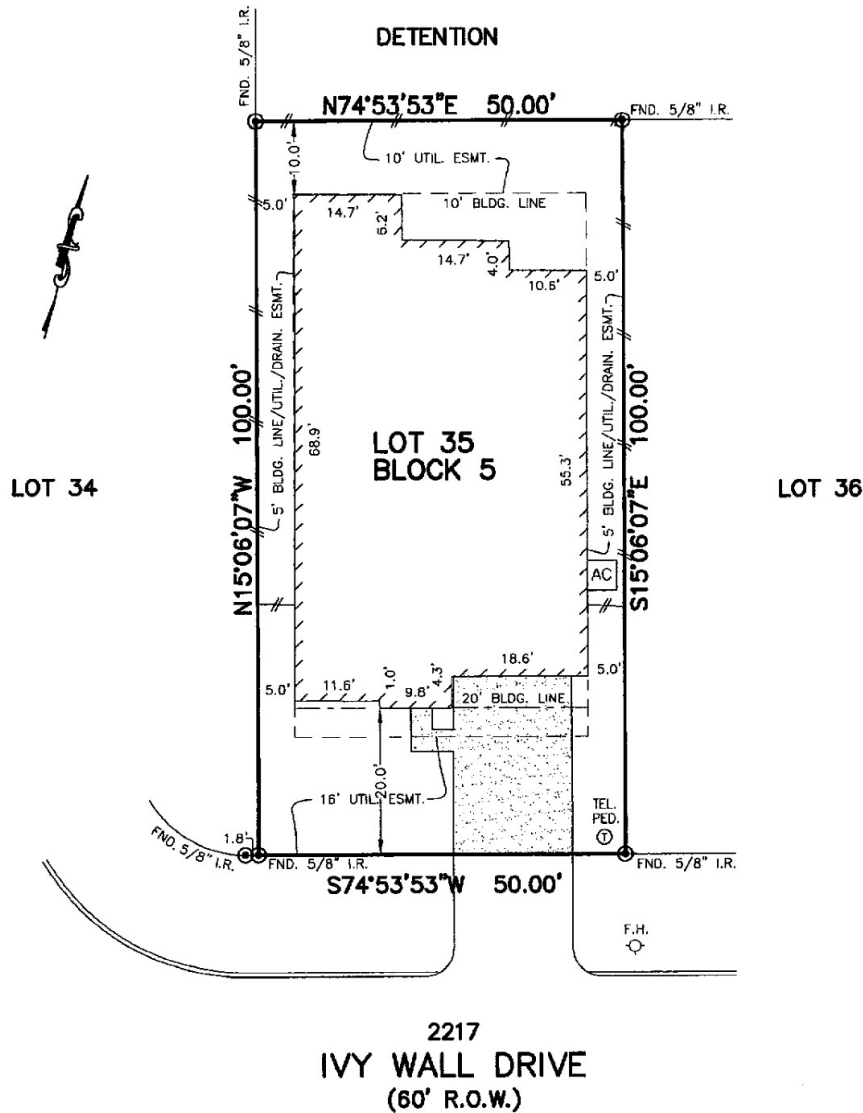 DETENTION
FND. 5/8" I.R.
N74°53'53"E 50.00'
FND. 5/8" I.R.
10.0'
10' UTIL. ESMT.
5.0'
14.7'
6.2'
10' BLDG. LINE
14.7'
4.0'
10.6'
5.0'
5' BLDG. LINE/UTIL./DRAIN. ESMT.
5' BLDG. LINE/UTIL./DRAIN. ESMT.
N15°06'07"W 100.00'
68.9'
LOT 35
BLOCK 5
55.3'
S15°06'07"E 100.00'
LOT 34
LOT 36
AC
18.6'
5.0'
11.6'
1.0'
9.8'
4.3'
5.0'
20' BLDG. LINE
20.0'
16' UTIL. ESMT.
TEL.
PED.
T
1.8'
FND. 5/8" I.R.
FND. 5/8" I.R.
FND. 5/8" I.R.
S74°53'53"W 50.00'
F.H.
2217
IVY WALL DRIVE
(60' R.O.W.)